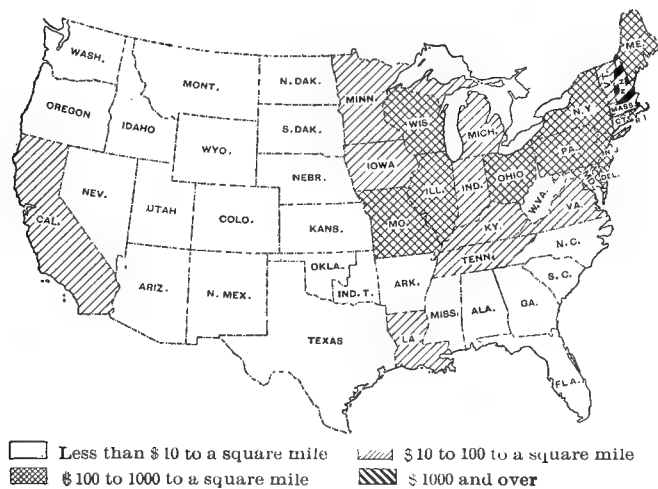 WASH.
MONT.
N. DAK.
MINN.
ME.
VT.
OREGON
IDAHO
S. DAK.
WIS.
MICH.
N.Y.
MASS.
CT.
R I
WYO.
NEBR.
IOWA
PA.
N.J.
NEV.
UTAH
COLO.
ILL.
IND.
OHIO
DEL.
W.VA.
VA.
CAL.
KANS.
MO.
KY.
ARIZ.
N. MEX.
OKLA.
IND. T.
ARK.
TENN.
N. C.
S. C.
TEXAS
MISS.
ALA.
GA.
LA
FLA.
Less than $ 10 to a square mile
$ 10 to 100 to a square mile
$ 100 to 1000 to a square mile
$ 1000 and over